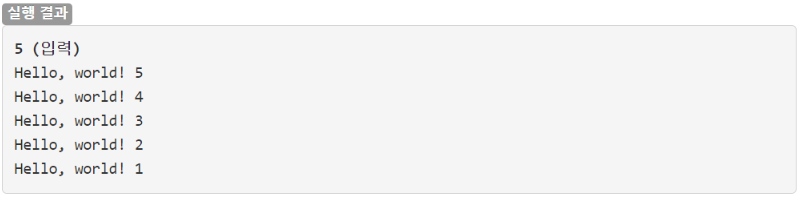 실행 결과
5 (입력)
Hello, world! 5
Hello, world! 4
Hello, world! 3
Hello, world! 2
Hello, world! 1